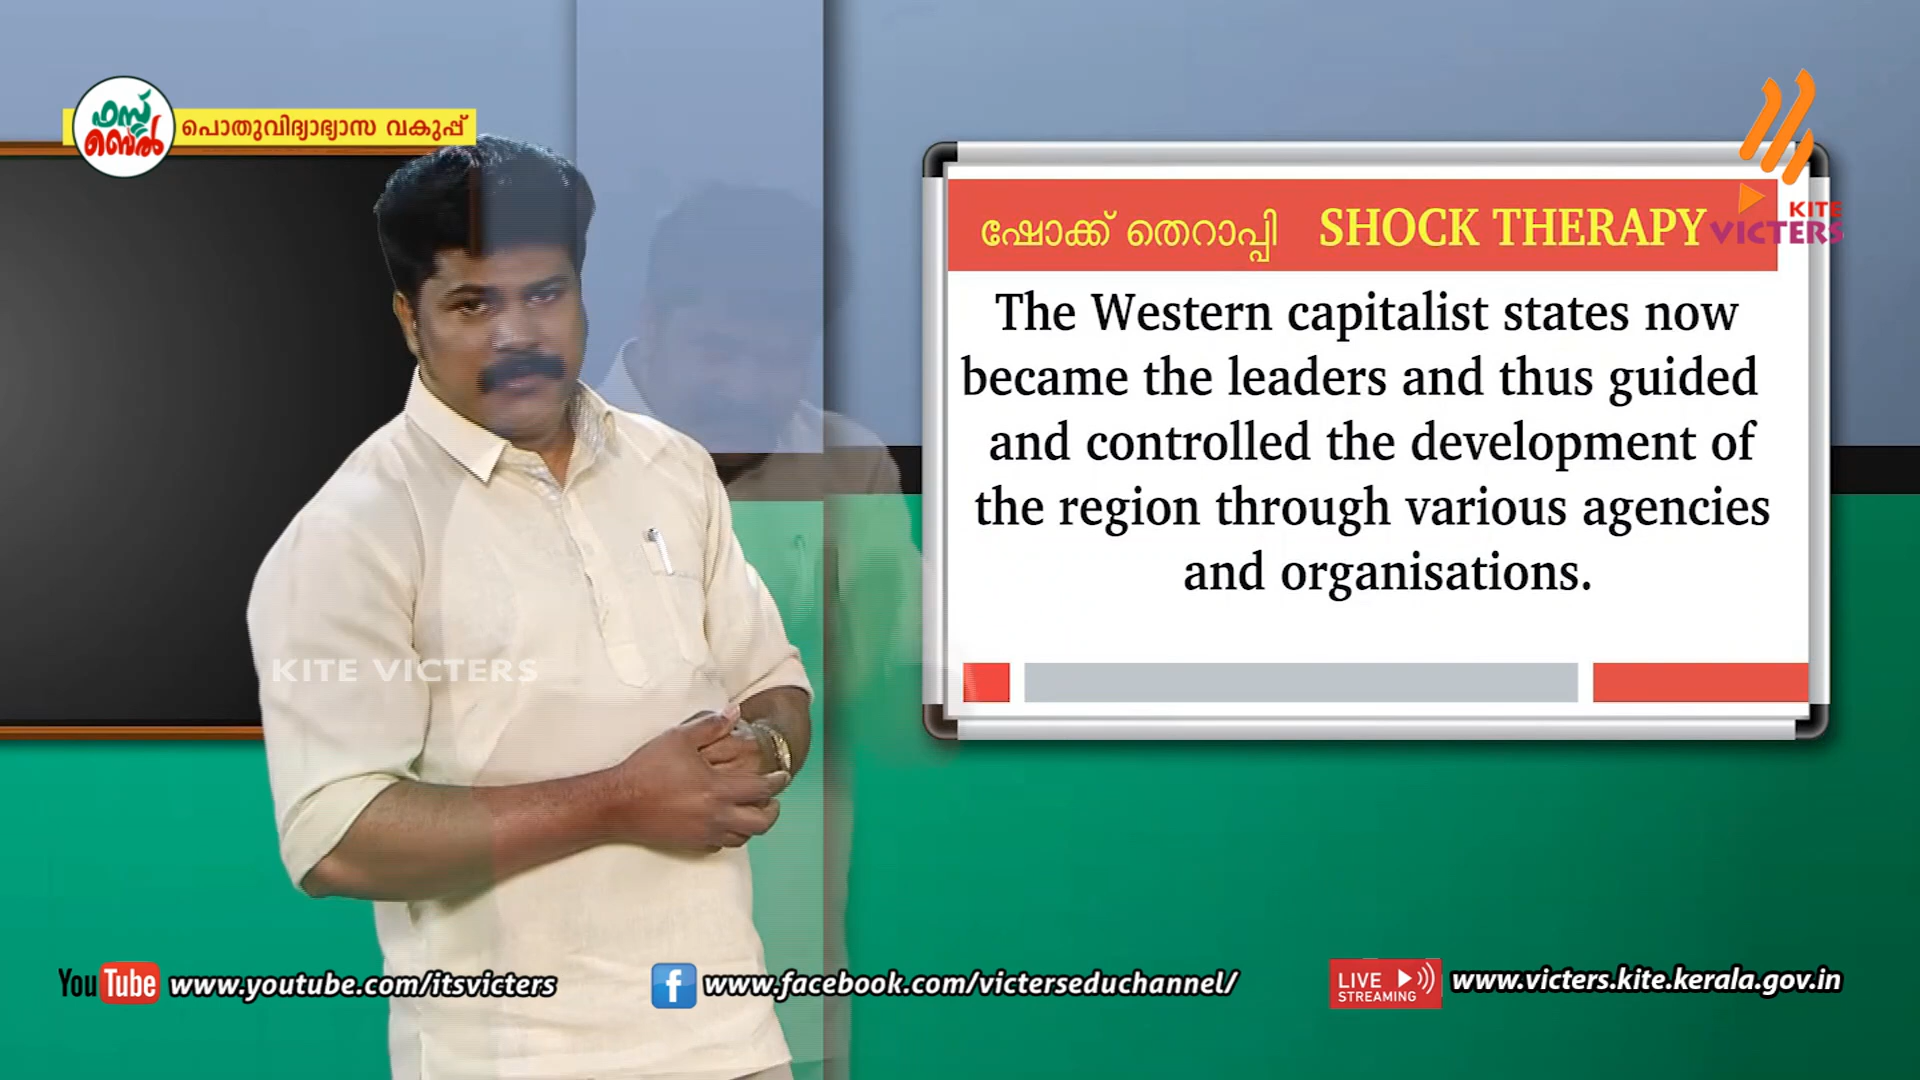 ഫസ്റ്റ്
ബെൽ
പൊതുവിദ്യാഭ്യാസ വകുപ്പ്
KITE
VICTERS
ഷോക്ക് തെറാപ്പി SHOCK THERAPY
The Western capitalist states now
became the leaders and thus guided
and controlled the development of
the region through various agencies
and organisations.
KITE VICTERS
YouTube www.youtube.com/itsvicters
f www.facebook.com/victerseduchannel/
LIVE
STREAMING
www.victers.kite.kerala.gov.in